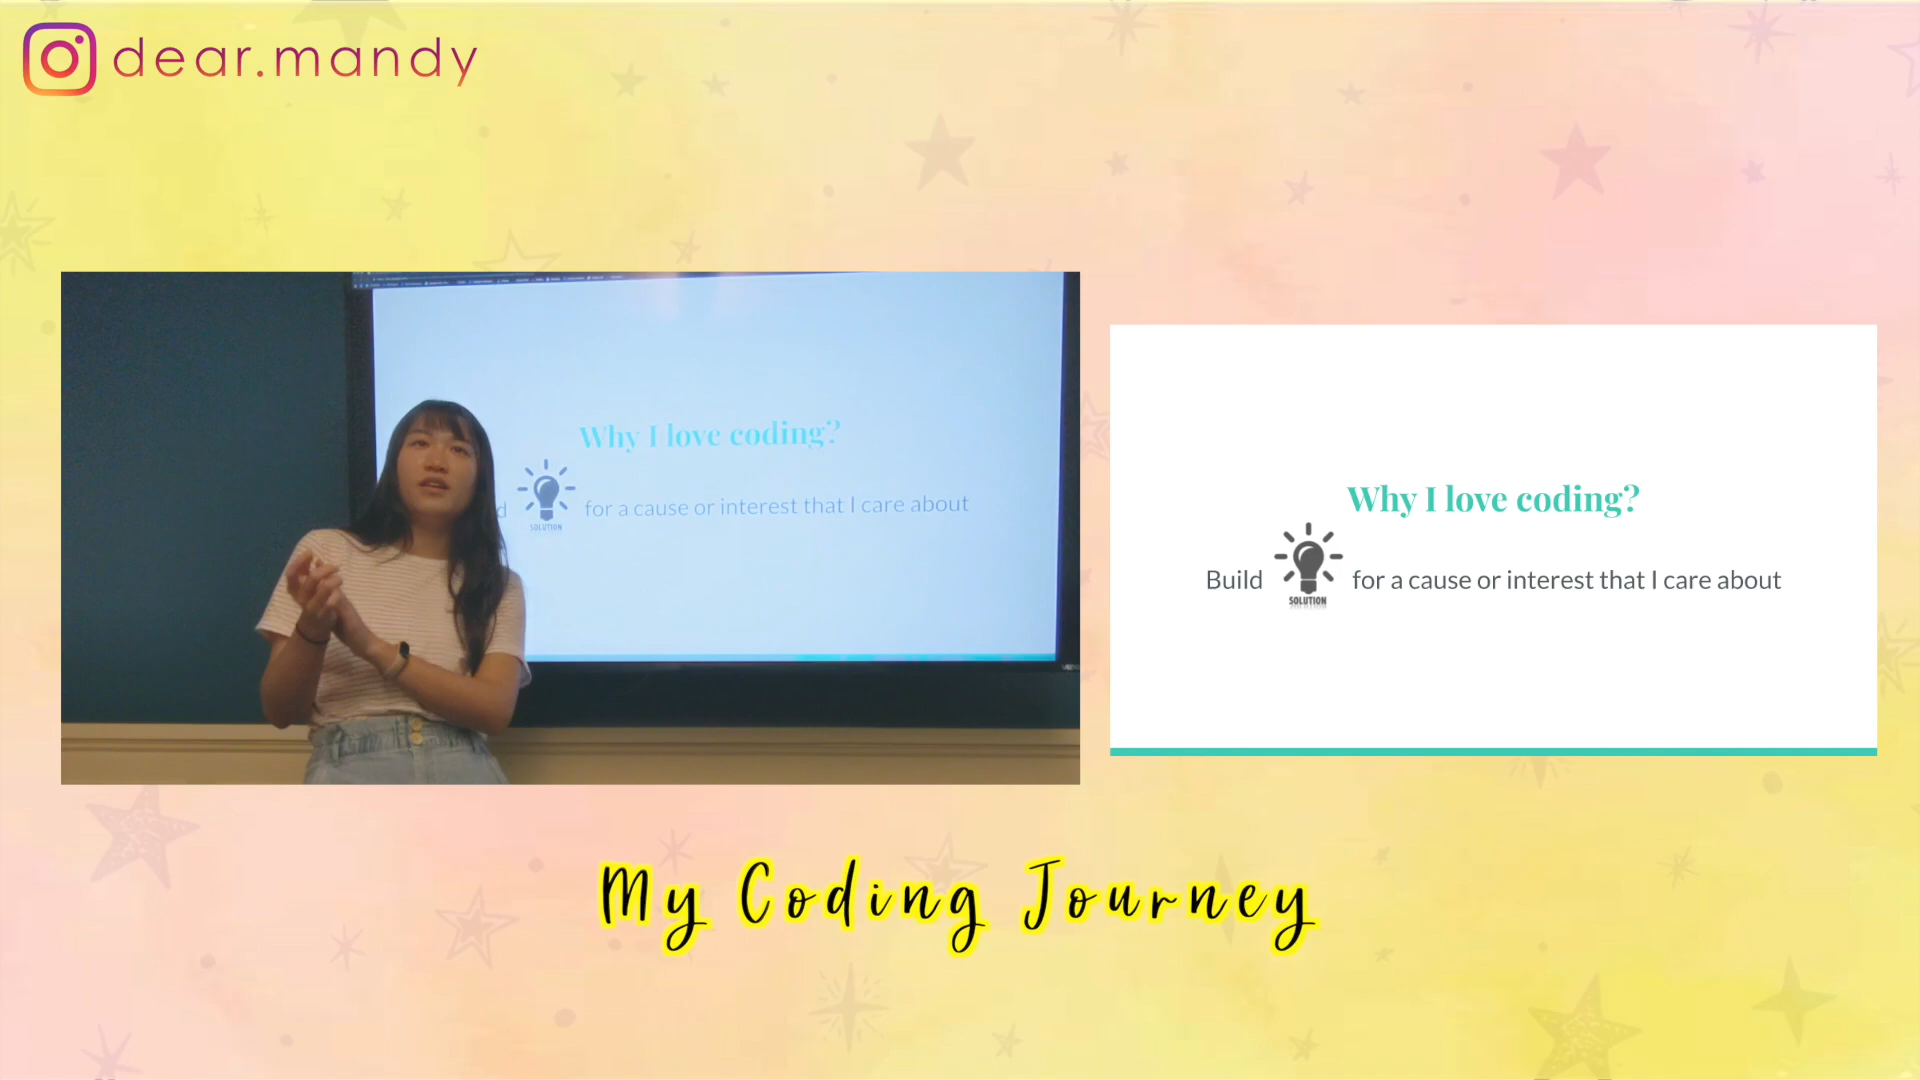 dear.mandy
Why I love coding?
d SOLUTION for a cause or interest that I care about
Why I love coding?
Build SOLUTION for a cause or interest that I care about
My Coding Journey